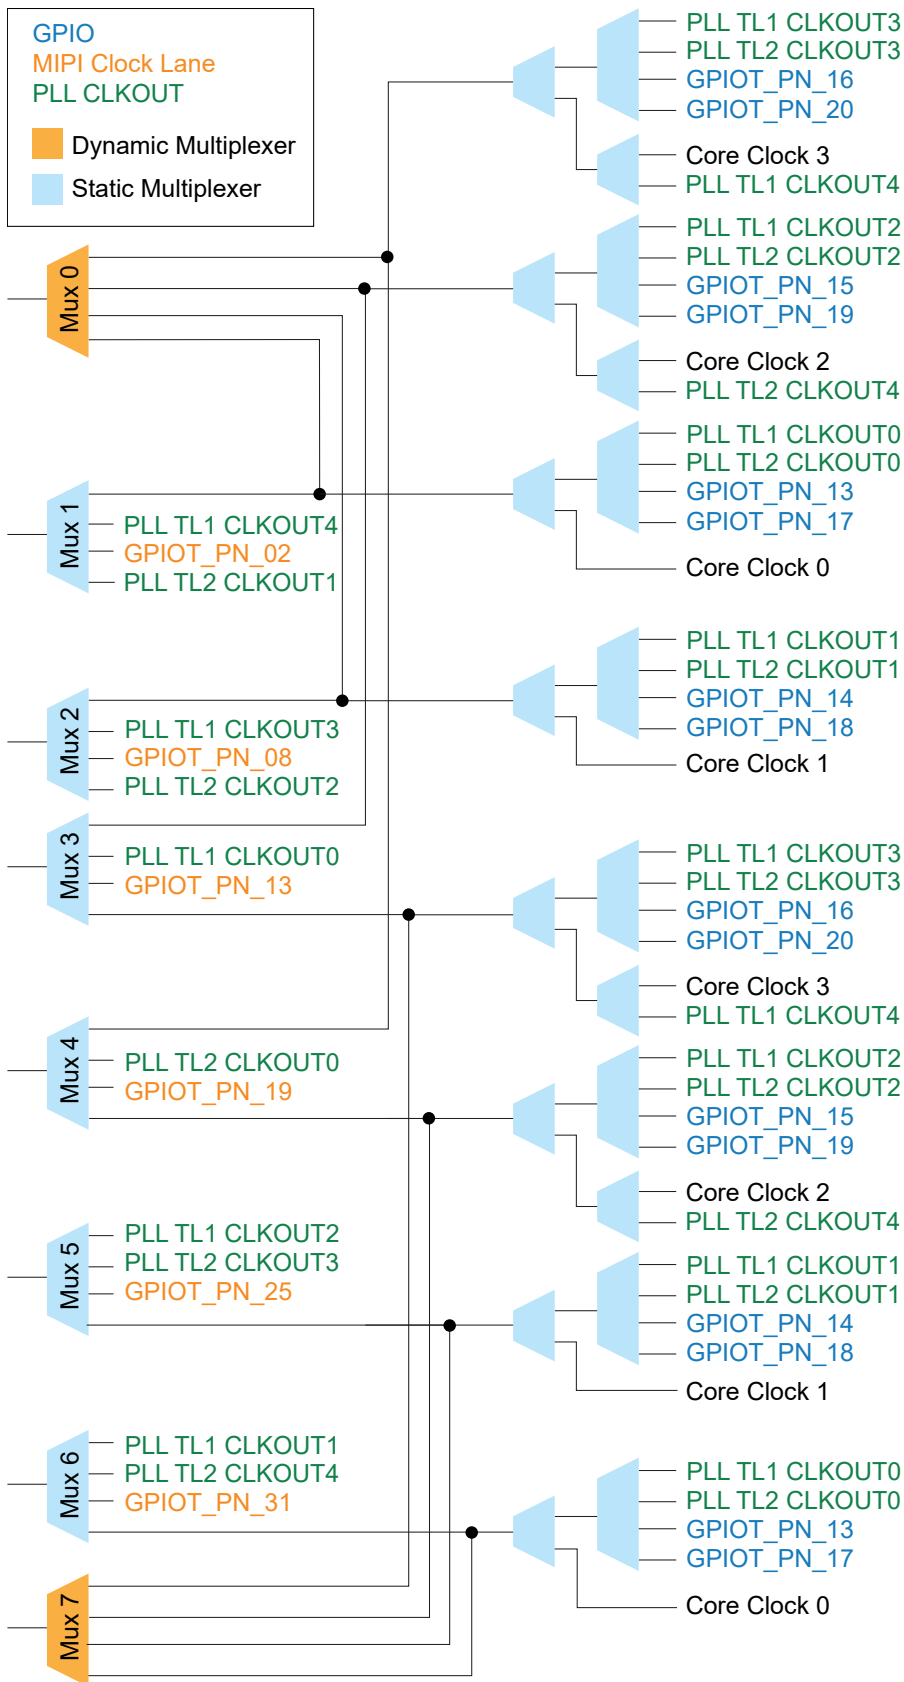 GPIO
MIPI Clock Lane
PLL CLKOUT
Dynamic Multiplexer
Static Multiplexer
PLL TL1 CLKOUT3
PLL TL2 CLKOUT3
GPIOT_PN_16
GPIOT_PN_20
Core Clock 3
PLL TL1 CLKOUT4
Mux 0
PLL TL1 CLKOUT2
PLL TL2 CLKOUT2
GPIOT_PN_15
GPIOT_PN_19
Core Clock 2
PLL TL2 CLKOUT4
Mux 1
PLL TL1 CLKOUT4
GPIOT_PN_02
PLL TL2 CLKOUT1
PLL TL1 CLKOUT0
PLL TL2 CLKOUT0
GPIOT_PN_13
GPIOT_PN_17
Core Clock 0
Mux 2
PLL TL1 CLKOUT3
GPIOT_PN_08
PLL TL2 CLKOUT2
PLL TL1 CLKOUT1
PLL TL2 CLKOUT1
GPIOT_PN_14
GPIOT_PN_18
Core Clock 1
Mux 3
PLL TL1 CLKOUT0
GPIOT_PN_13
PLL TL1 CLKOUT3
PLL TL2 CLKOUT3
GPIOT_PN_16
GPIOT_PN_20
Core Clock 3
PLL TL1 CLKOUT4
Mux 4
PLL TL2 CLKOUT0
GPIOT_PN_19
PLL TL1 CLKOUT2
PLL TL2 CLKOUT2
GPIOT_PN_15
GPIOT_PN_19
Core Clock 2
PLL TL2 CLKOUT4
Mux 5
PLL TL1 CLKOUT2
PLL TL2 CLKOUT3
GPIOT_PN_25
PLL TL1 CLKOUT1
PLL TL2 CLKOUT1
GPIOT_PN_14
GPIOT_PN_18
Core Clock 1
Mux 6
PLL TL1 CLKOUT1
PLL TL2 CLKOUT4
GPIOT_PN_31
PLL TL1 CLKOUT0
PLL TL2 CLKOUT0
GPIOT_PN_13
GPIOT_PN_17
Core Clock 0
Mux 7